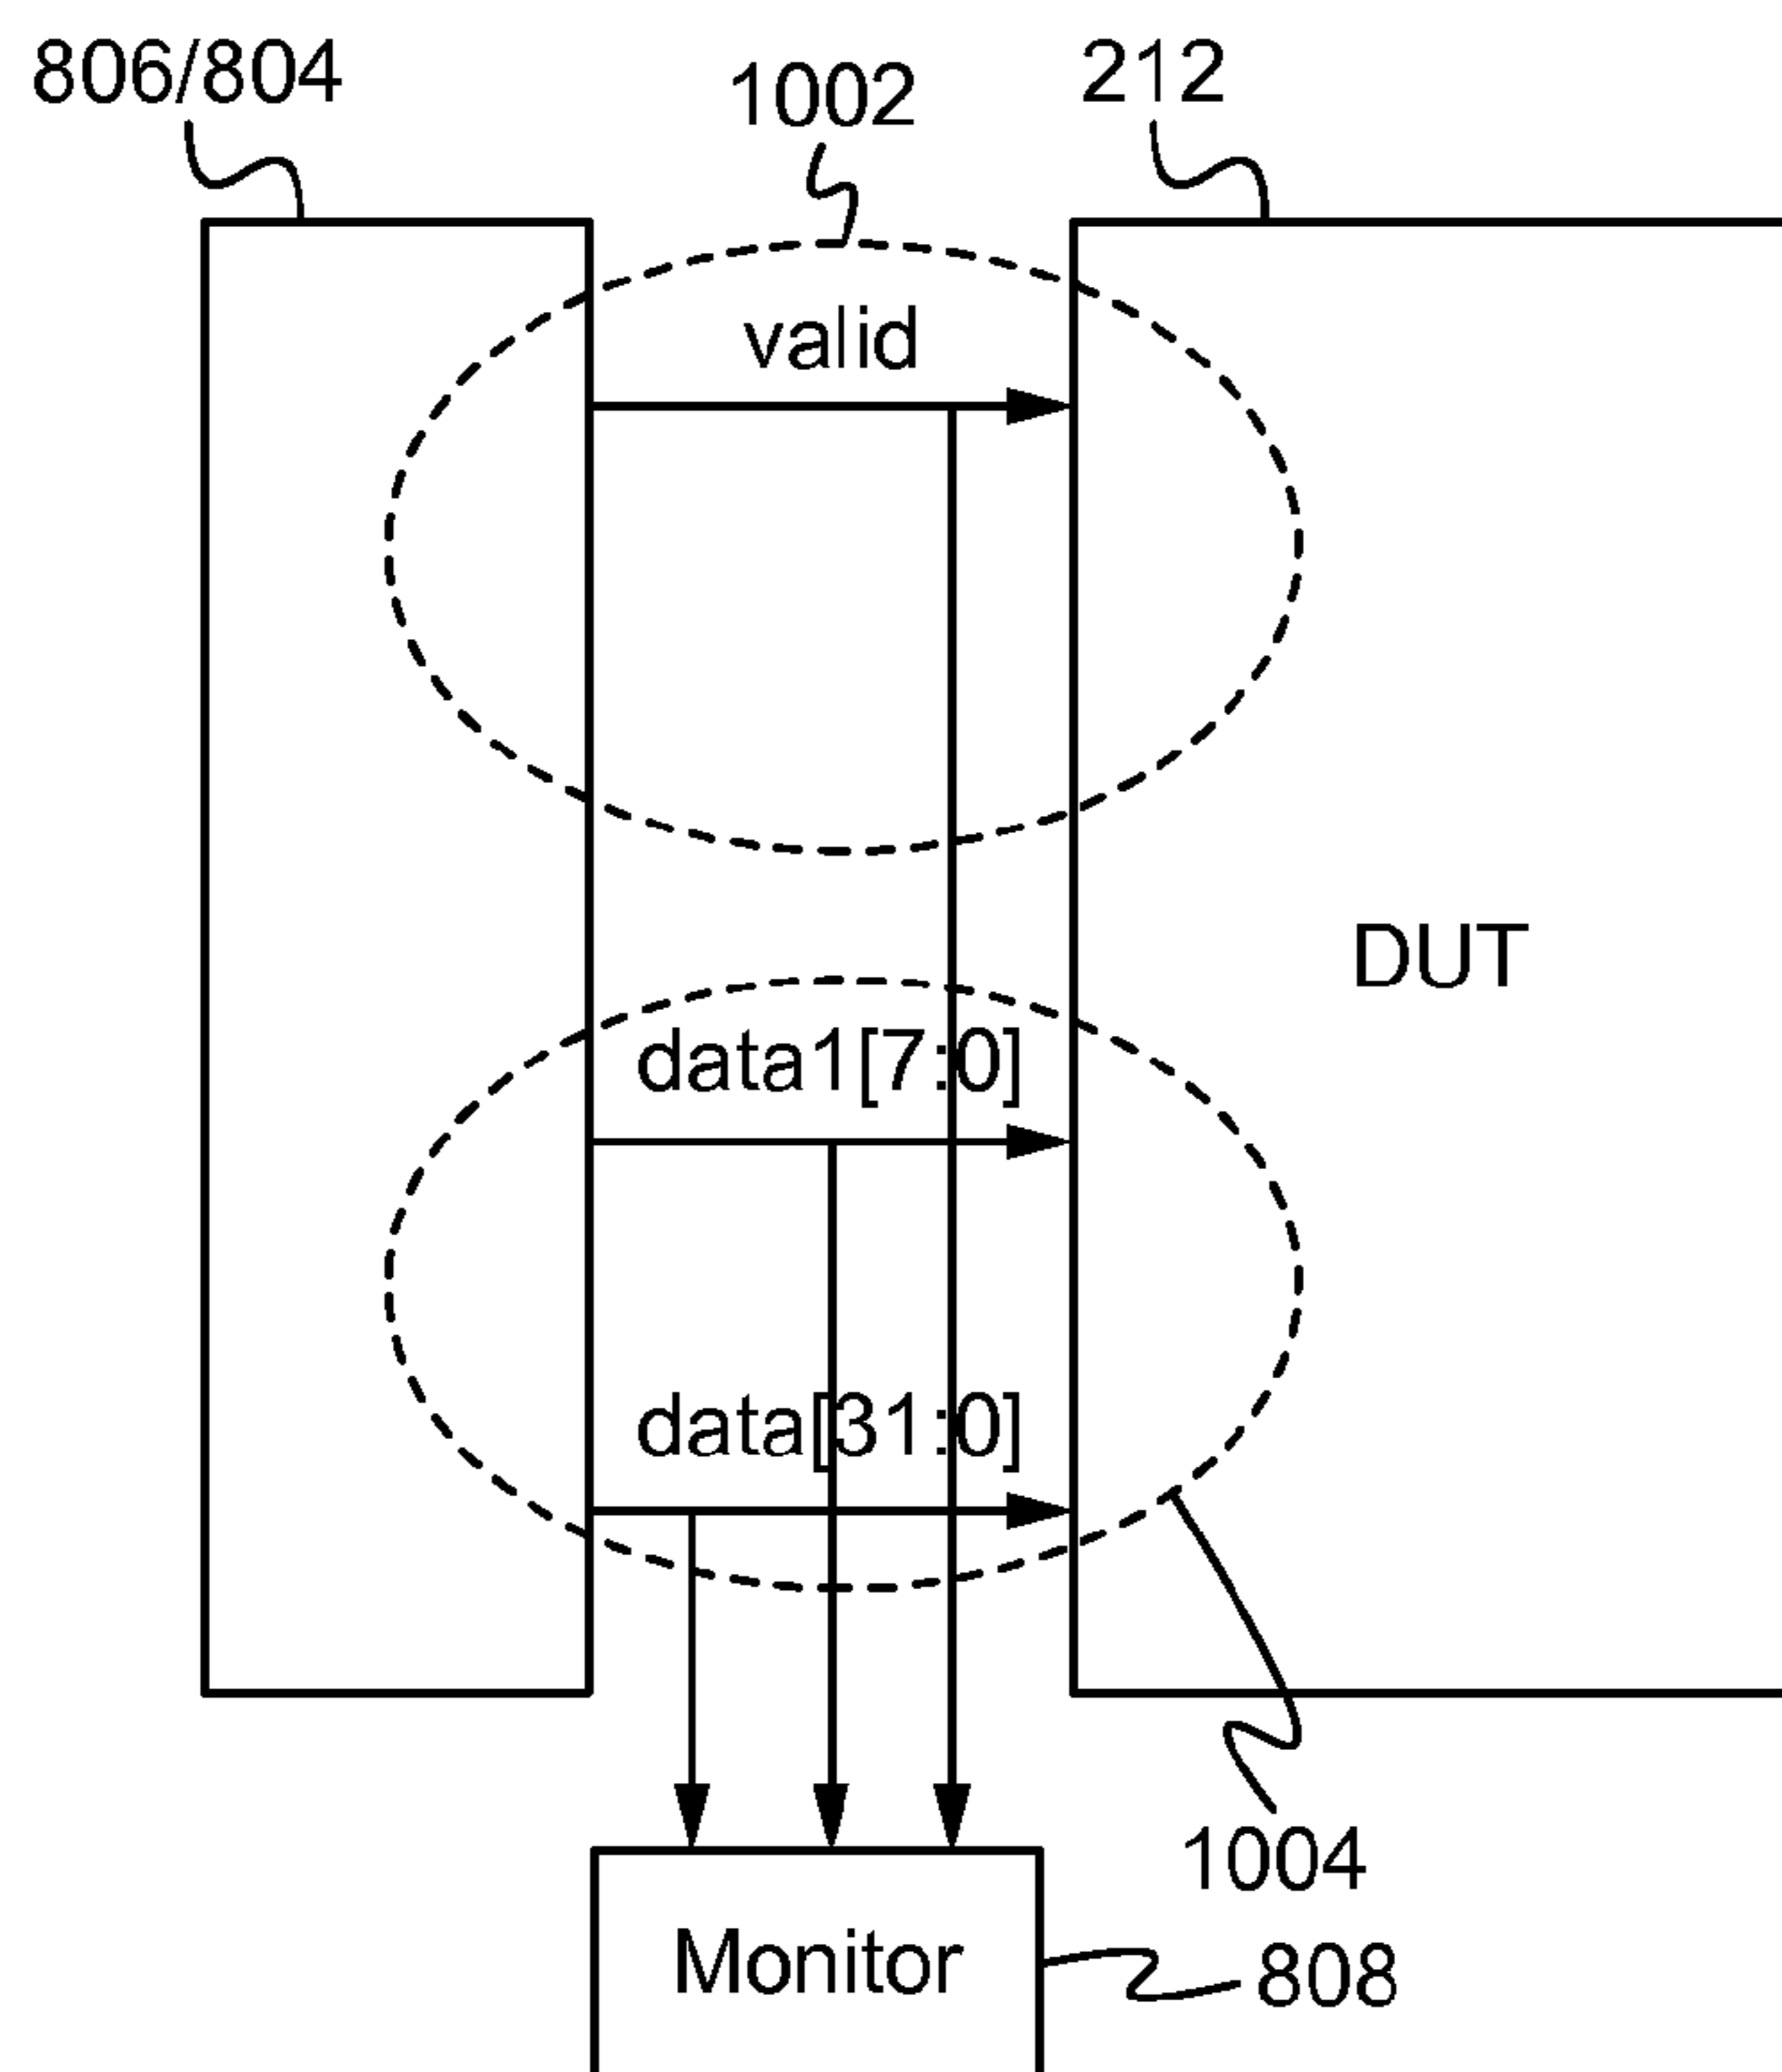 806/804
1002
212
valid
DUT
data1[7:0]
data[31:0]
1004
Monitor
808